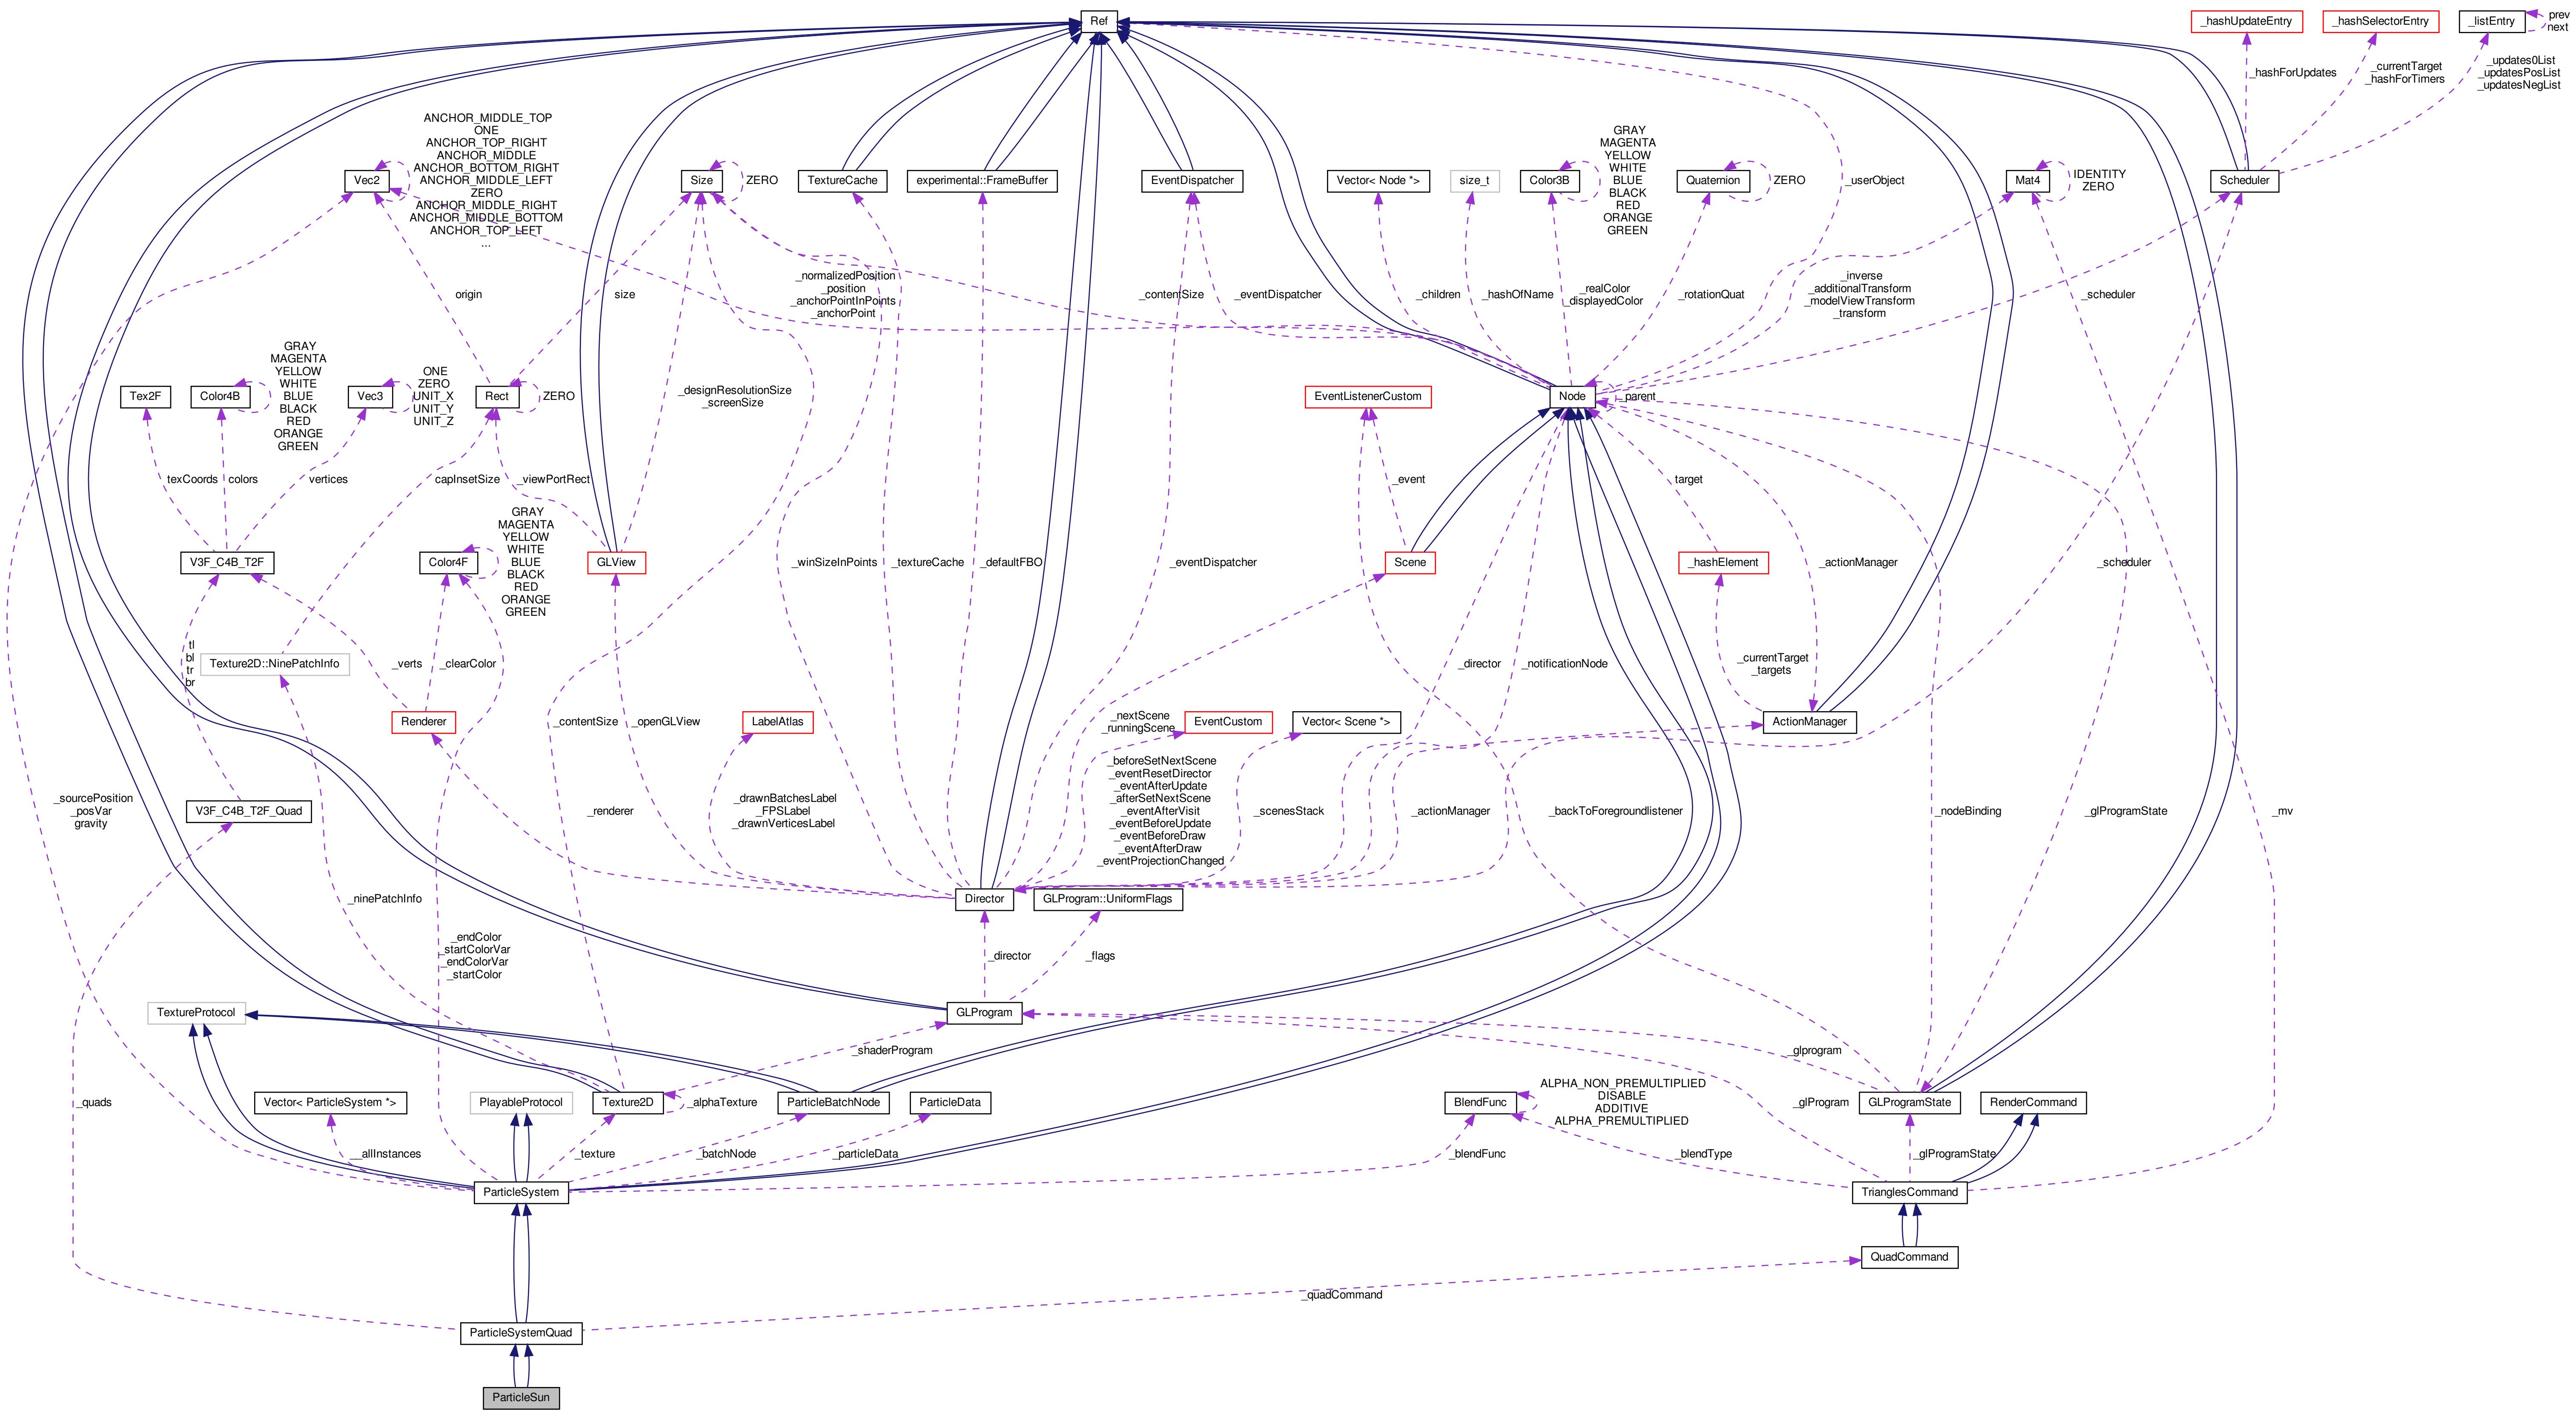 Ref
_hashUpdateEntry
_hashSelectorEntry
_listEntry
prev
next
_hashForUpdates
_currentTarget
_hashForTimers
_updates0List
_updatesPosList
_updatesNegList
ANCHOR_MIDDLE_TOP
ONE
ANCHOR_TOP_RIGHT
ANCHOR_MIDDLE
ANCHOR_BOTTOM_RIGHT
ANCHOR_MIDDLE_LEFT
ZERO
ANCHOR_MIDDLE_RIGHT
ANCHOR_MIDDLE_BOTTOM
ANCHOR_TOP_LEFT
...
Vec2
Size
ZERO
TextureCache
experimental::FrameBuffer
EventDispatcher
Vector< Node *>
size_t
Color3B
GRAY
MAGENTA
YELLOW
WHITE
BLUE
BLACK
RED
ORANGE
GREEN
Quaternion
ZERO
_userObject
Mat4
IDENTITY
ZERO
Scheduler
origin
size
_normalizedPosition
_position
_anchorPointInPoints
_anchorPoint
_contentSize
_eventDispatcher
_children
_hashOfName
_realColor
_displayedColor
_rotationQuat
_inverse
_additionalTransform
_modelViewTransform
_transform
_scheduler
Tex2F
Color4B
GRAY
MAGENTA
YELLOW
WHITE
BLUE
BLACK
RED
ORANGE
GREEN
Vec3
ONE
ZERO
UNIT_X
UNIT_Y
UNIT_Z
Rect
ZERO
_designResolutionSize
_screenSize
EventListenerCustom
Node
_parent
texCoords
colors
vertices
capInsetSize
_viewPortRect
_event
target
V3F_C4B_T2F
Color4F
GRAY
MAGENTA
YELLOW
WHITE
BLUE
BLACK
RED
ORANGE
GREEN
GLView
_winSizeInPoints
_textureCache
_defaultFBO
_eventDispatcher
Scene
_hashElement
_actionManager
_scheduler
tl
bl
tr
br
Texture2D::NinePatchInfo
_verts
_clearColor
_director
_notificationNode
_currentTarget
_targets
Renderer
_contentSize
_openGLView
LabelAtlas
_nextScene
_runningScene
EventCustom
Vector< Scene *>
ActionManager
_sourcePosition
_posVar
gravity
V3F_C4B_T2F_Quad
_renderer
_drawnBatchesLabel
_FPSLabel
_drawnVerticesLabel
_beforeSetNextScene
_eventResetDirector
_eventAfterUpdate
_afterSetNextScene
_eventAfterVisit
_eventBeforeUpdate
_eventBeforeDraw
_eventAfterDraw
_eventProjectionChanged
_scenesStack
_actionManager
_backToForegroundlistener
_nodeBinding
_glProgramState
_mv
_ninePatchInfo
Director
GLProgram::UniformFlags
_endColor
_startColorVar
_endColorVar
_startColor
_director
_flags
TextureProtocol
GLProgram
_shaderProgram
_glprogram
_quads
Vector< ParticleSystem *>
PlayableProtocol
Texture2D
_alphaTexture
ParticleBatchNode
ParticleData
BlendFunc
ALPHA_NON_PREMULTIPLIED
DISABLE
ADDITIVE
ALPHA_PREMULTIPLIED
_glProgram
GLProgramState
RenderCommand
__allInstances
_texture
_batchNode
_particleData
_blendFunc
_blendType
_glProgramState
ParticleSystem
TrianglesCommand
QuadCommand
_quadCommand
ParticleSystemQuad
ParticleSun